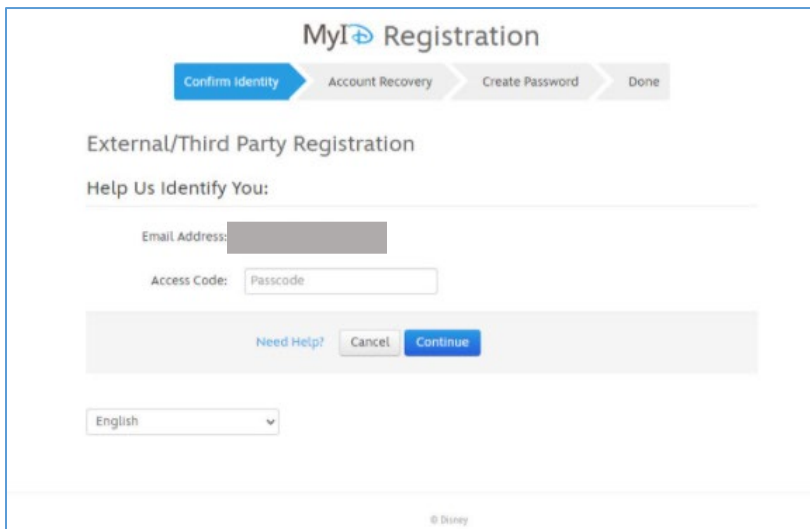 MyID Registration
Confirm Identity Account Recovery Create Password Done
External/Third Party Registration
Help Us Identify You:
Email Address:
Access Code: Passcode
Need Help? Cancel Continue
English
© Disney